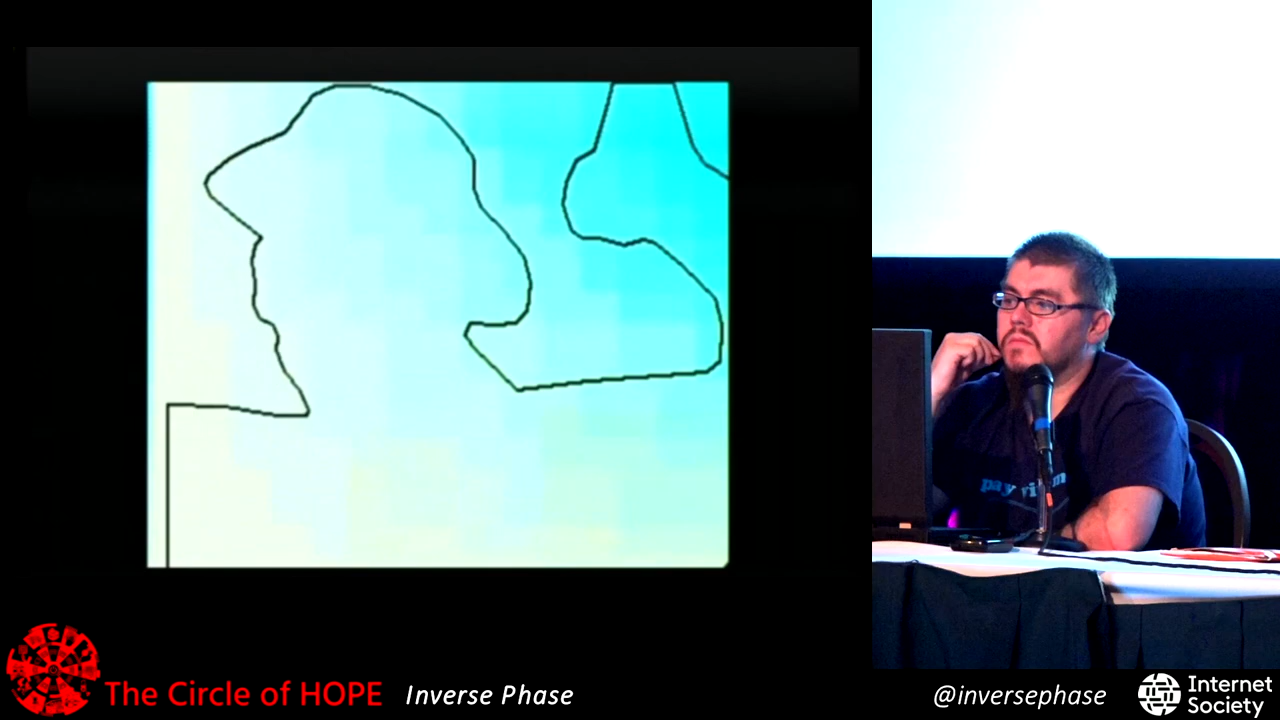 The Circle of HOPE
Inverse Phase
@inversephase
Internet
Society